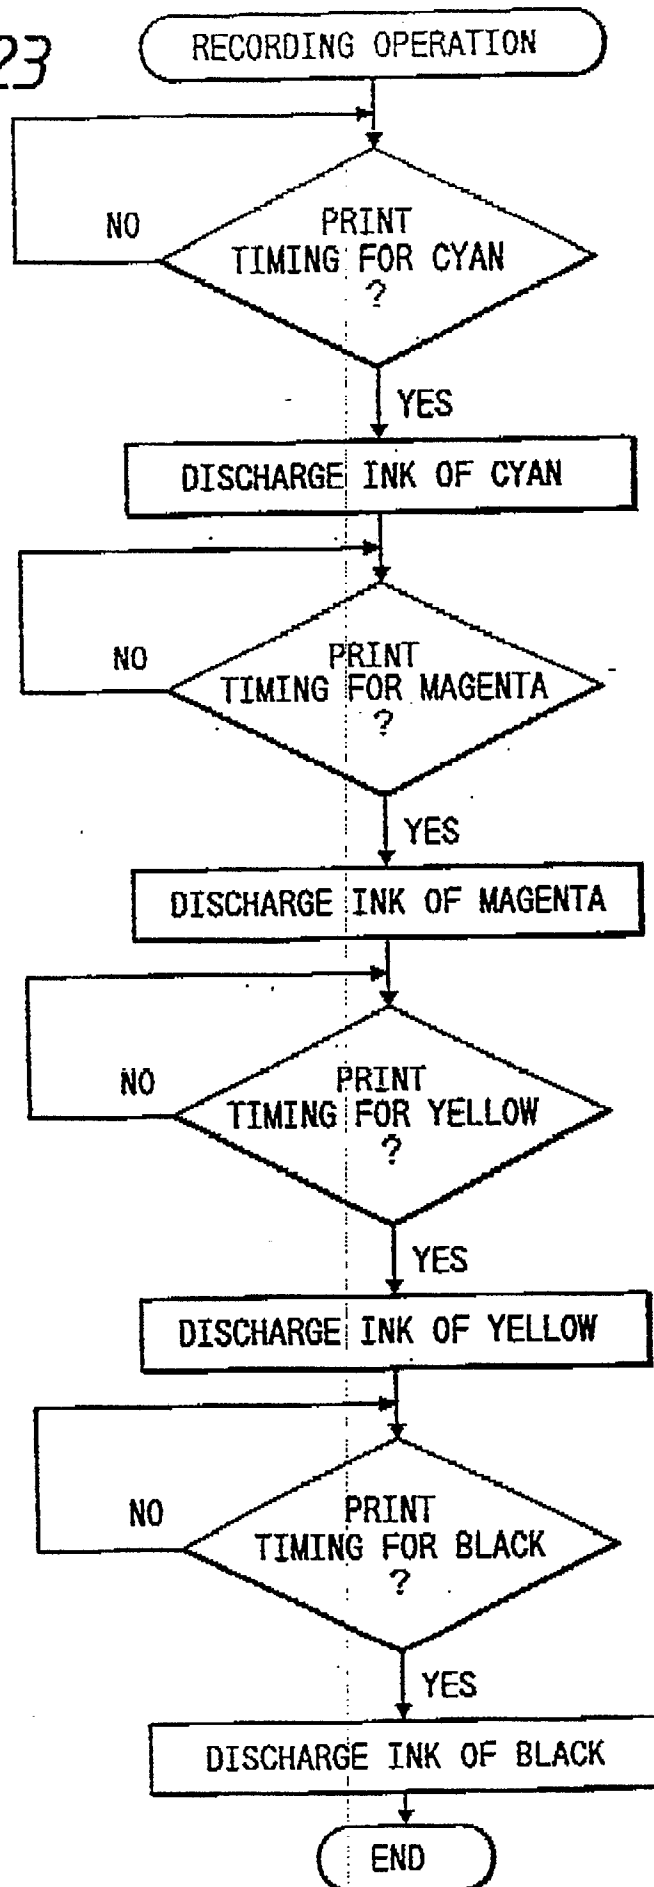 23
RECORDING OPERATION
NO
PRINT
TIMING FOR CYAN
?
YES
DISCHARGE INK OF CYAN
NO
PRINT
TIMING FOR MAGENTA
?
YES
DISCHARGE INK OF MAGENTA
NO
PRINT
TIMING FOR YELLOW
?
YES
DISCHARGE INK OF YELLOW
NO
PRINT
TIMING FOR BLACK
?
YES
DISCHARGE INK OF BLACK
END